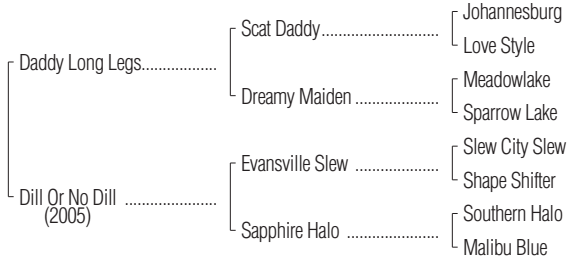 Johannesburg
Scat Daddy...........................
Love Style
Daddy Long Legs..................
Meadowlake
Dreamy Maiden ....................
Sparrow Lake
Slew City Slew
Evansville Slew ....................
Shape Shifter
Dill Or No Dill ......................
(2005)
Southern Halo
Sapphire Halo ......................
Malibu Blue